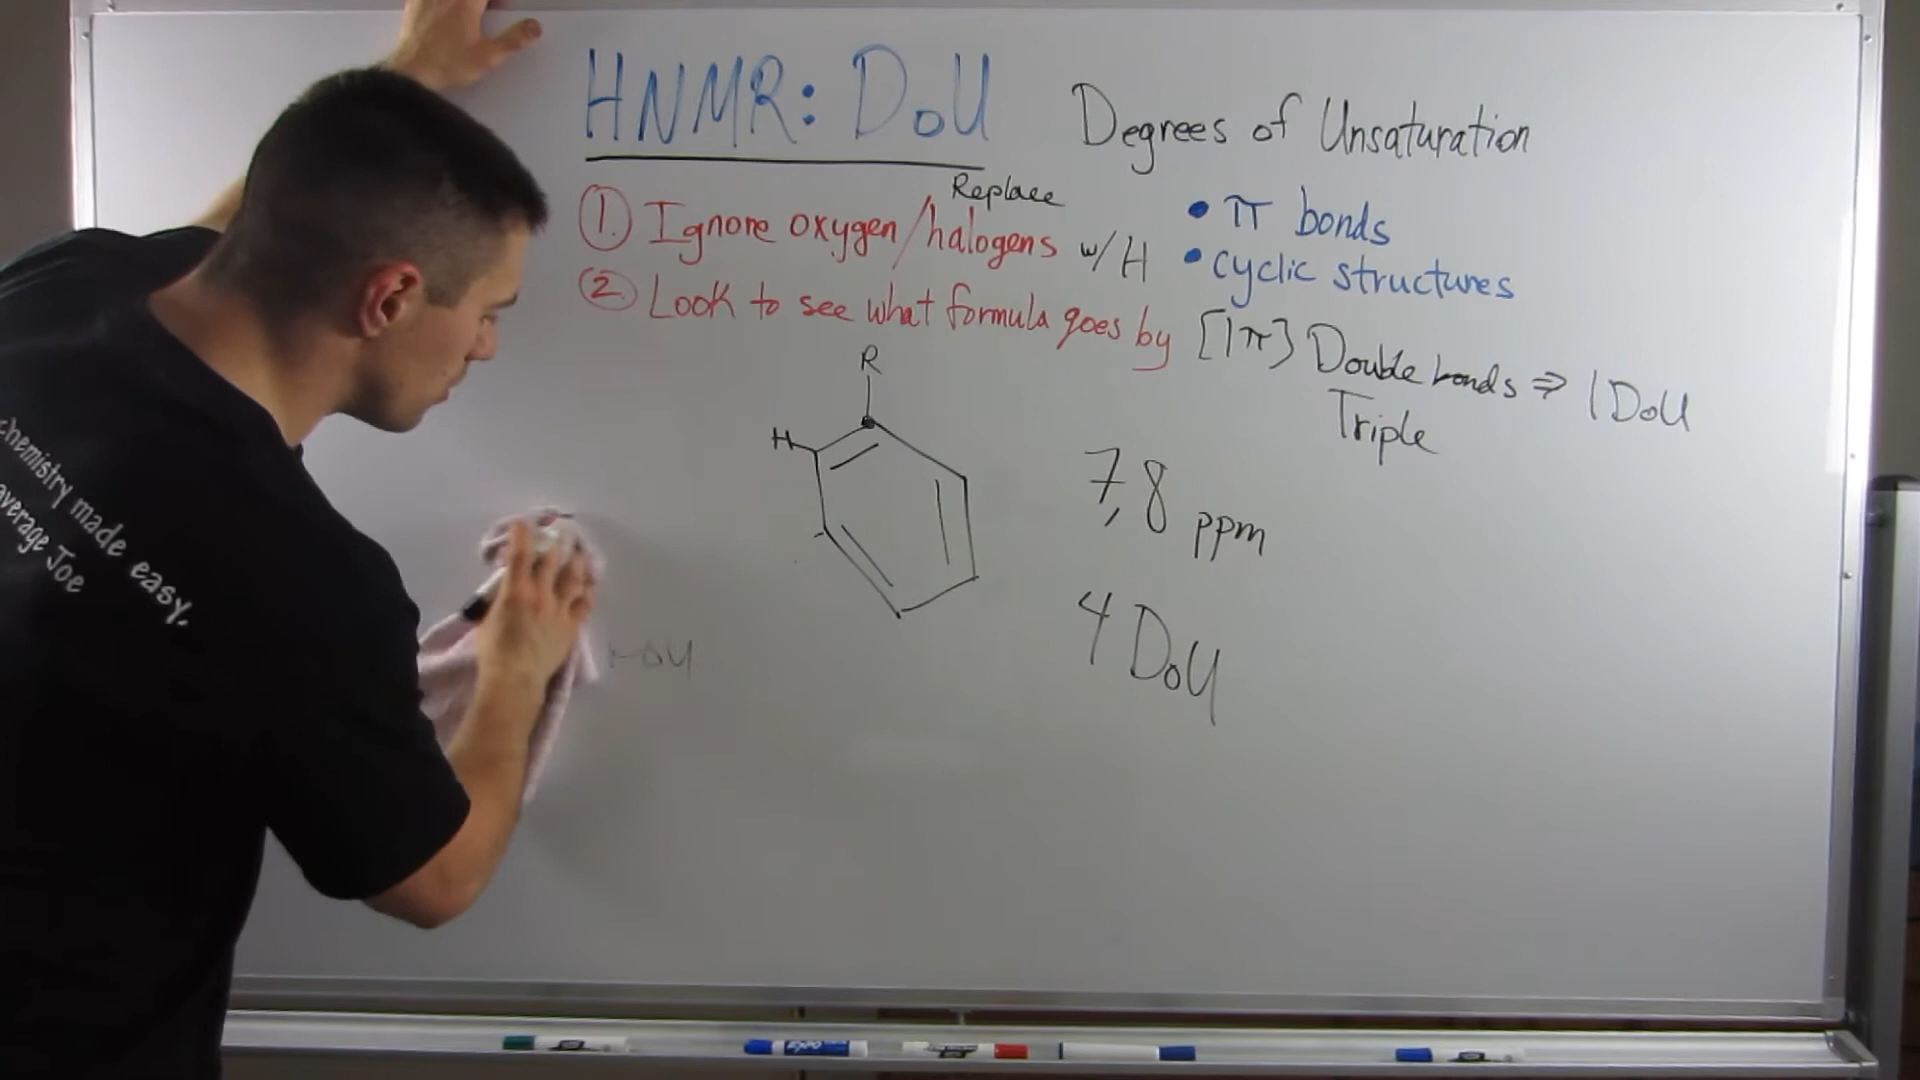 HNMR: DoU
Degrees of Unsaturation
Replace
1. Ignore oxygen/halogens w/H
2. Look to see what formula goes by
• π bonds
• cyclic structures
[1π] Double bonds ⇒ 1 DoU
Triple
R
H
7,8 ppm
4 DoU
chemistry made easy.
average Joe
EXPO